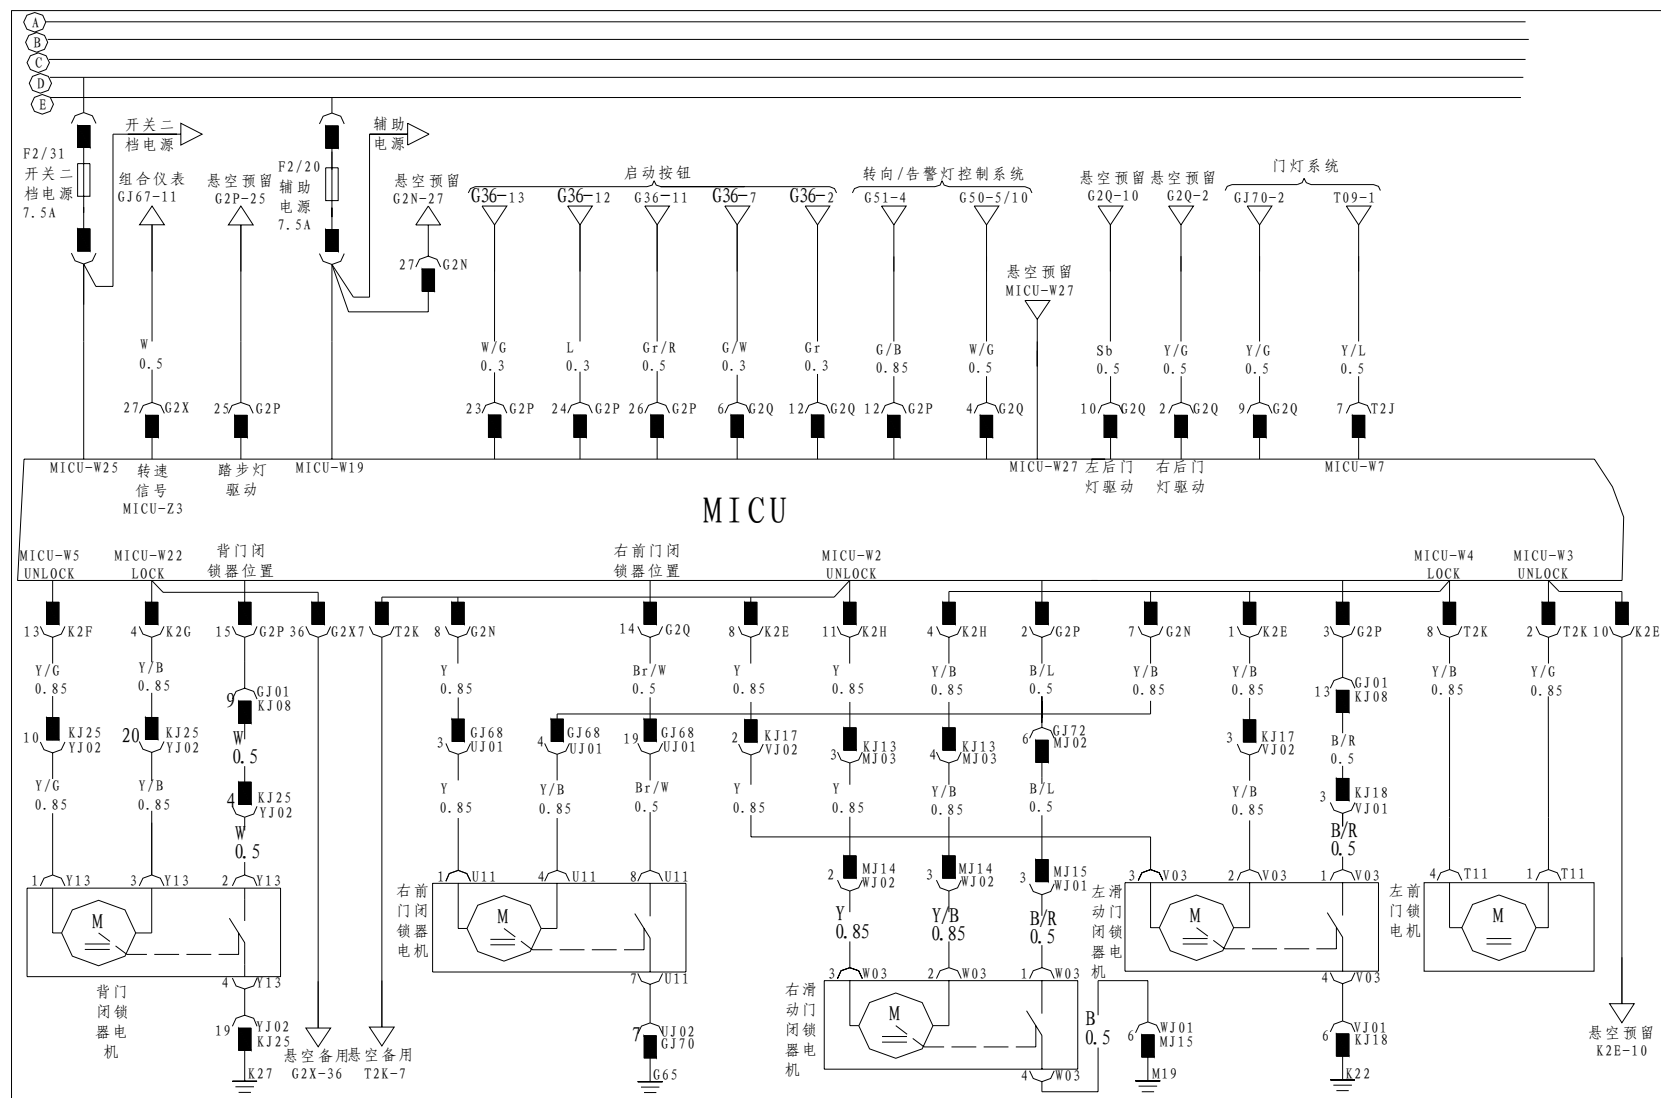 A
B
C
D
E
F2/31
开关二
档电源
7.5A
开关二
档电源
组合仪表
GJ67-11
悬空预留
G2P-25
F2/20
辅助
电源
7.5A
辅助
电源
悬空预留
G2N-27
27 G2N
启动按钮
G36-13 G36-12 G36-11 G36-7 G36-2
转向/告警灯控制系统
G51-4 G50-5/10
悬空预留
MICU-W27
悬空预留
G2Q-10
悬空预留
G2Q-2
门灯系统
GJ70-2 T09-1
W
0.5
W/G
0.3
L
0.3
Gr/R
0.5
G/W
0.3
Gr
0.3
G/B
0.85
W/G
0.5
Sb
0.5
Y/G
0.5
Y/G
0.5
Y/L
0.5
27 G2X 25 G2P 23 G2P 24 G2P 26 G2P 6 G2Q 12 G2Q 12 G2P 4 G2Q 10 G2Q 2 G2Q 9 G2Q 7 T2J
MICU-W25
转速
信号
MICU-Z3
踏步灯
驱动
MICU-W19
MICU-W27
左后门
灯驱动
右后门
灯驱动
MICU-W7
MICU
MICU-W5
UNLOCK
MICU-W22
LOCK
背门闭
锁器位置
右前门闭
锁器位置
MICU-W2
UNLOCK
MICU-W4
LOCK
MICU-W3
UNLOCK
13 K2F 4 K2G 15 G2P 36 G2X 7 T2K 8 G2N 14 G2Q 8 K2E 11 K2H 4 K2H 2 G2P 7 G2N 1 K2E 3 G2P 8 T2K 2 T2K 10 K2E
Y/G
0.85
Y/B
0.85
Y
0.85
Br/W
0.5
Y
0.85
Y
0.85
Y/B
0.85
B/L
0.5
Y/B
0.85
Y/B
0.85
Y/B
0.85
Y/G
0.85
9 GJ01
KJ08
13 GJ01
KJ08
10 KJ25
YJ02
20 KJ25
YJ02
W
0.5
3 GJ68
UJ01
4 GJ68
UJ01
19 GJ68
UJ01
2 KJ17
VJ02
3 KJ13
MJ03
4 KJ13
MJ03
6 GJ72
MJ02
3 KJ17
VJ02
B/R
0.5
Y/G
0.85
Y/B
0.85
4 KJ25
YJ02
Y
0.85
Y/B
0.85
Br/W
0.5
Y
0.85
Y
0.85
Y/B
0.85
B/L
0.5
Y/B
0.85
3 KJ18
VJ01
W
0.5
B/R
0.5
2 MJ14
WJ02
3 MJ14
WJ02
3 MJ15
WJ01
1 Y13 3 Y13 2 Y13 1 U11 4 U11 8 U11 3 V03 2 V03 1 V03 4 T11 1 T11
M
M
M
M
右前
门闭
锁器
电机
Y
0.85
Y/B
0.85
B/R
0.5
左滑
动门
闭锁
器电
机
左前
门锁
电机
4 Y13 7 U11 3 W03 2 W03 1 W03 4 V03
背门
闭锁
器电
机
19 YJ02
KJ25
K27
悬空备用
G2X-36
悬空备用
T2K-7
7 UJ02
GJ70
G65
右滑
动门
闭锁
器电
机
M
4 W03
B
0.5
6 WJ01
MJ15
M19
6 VJ01
KJ18
K22
悬空预留
K2E-10